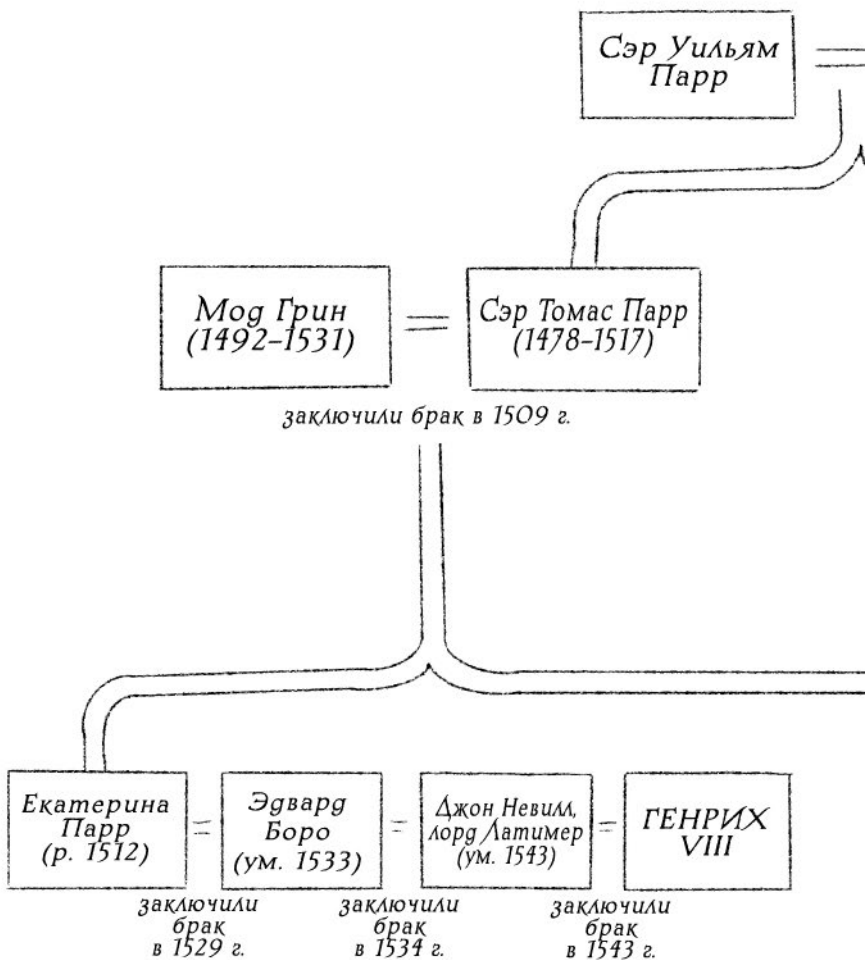 Сэр Уильям
Парр
Мод Грин
(1492–1531)
Сэр Томас Парр
(1478–1517)
заключили брак в 1509 г.
Екатерина
Парр
(р. 1512)
Эдвард
Боро
(ум. 1533)
Джон Невилл,
лорд Латимер
(ум. 1543)
ГЕНРИХ
VIII
заключили
брак
в 1529 г.
заключили
брак
в 1534 г.
заключили
брак
в 1543 г.